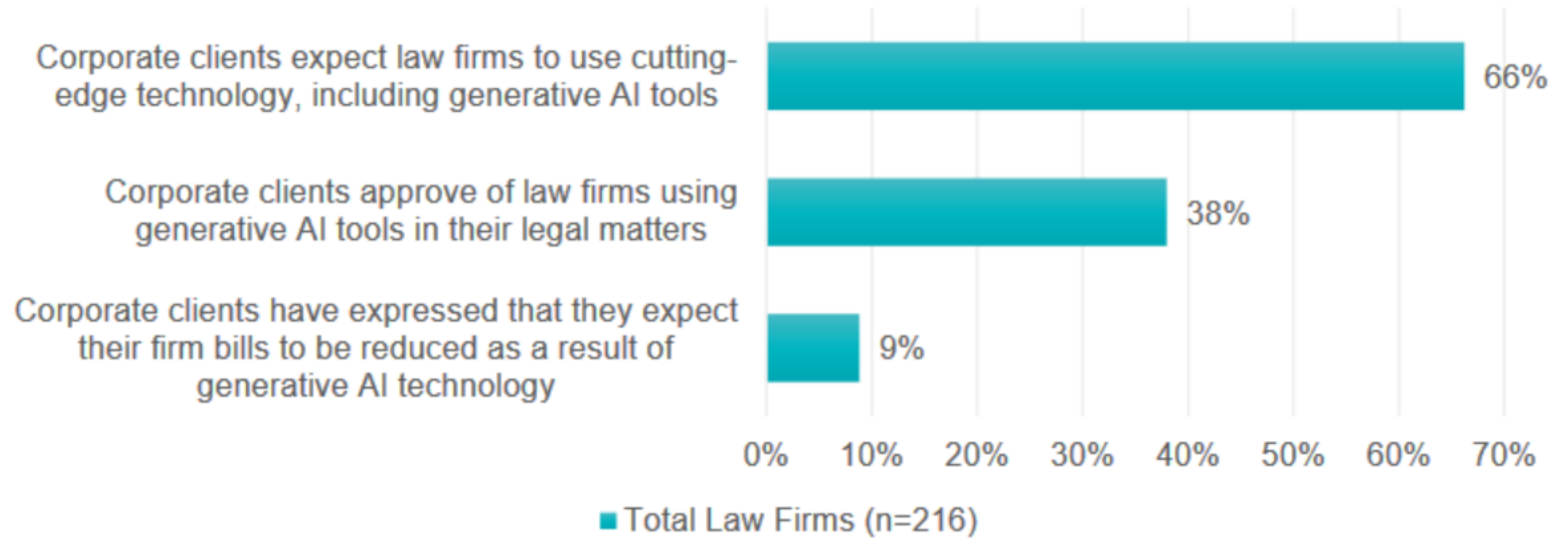 Corporate clients expect law firms to use cutting-
edge technology, including generative AI tools
66%
Corporate clients approve of law firms using
generative AI tools in their legal matters
38%
Corporate clients have expressed that they expect
their firm bills to be reduced as a result of
generative AI technology
9%
0% 10% 20% 30% 40% 50% 60% 70%
Total Law Firms (n=216)